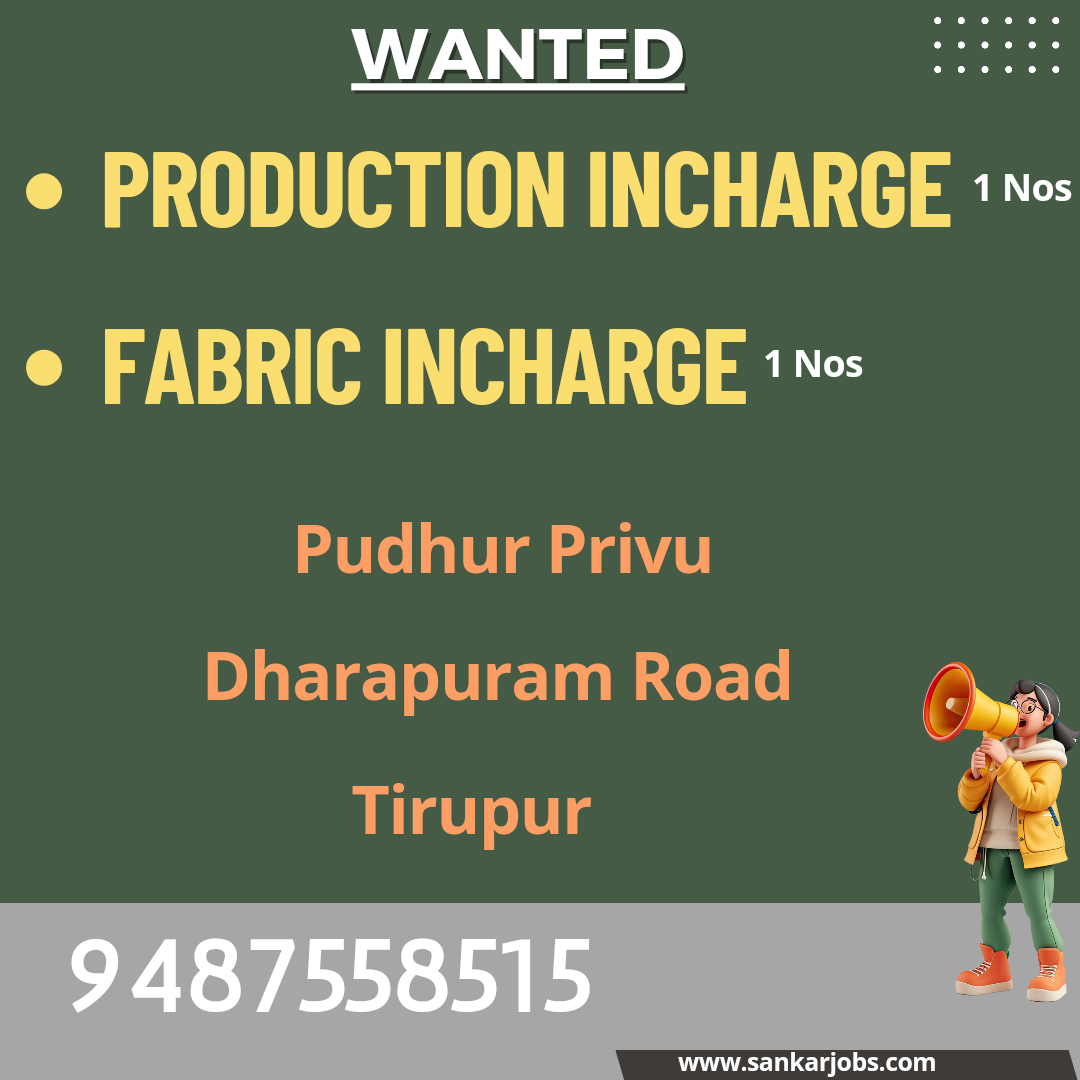 WANTED
• PRODUCTION INCHARGE 1 Nos
• FABRIC INCHARGE 1 Nos
Pudhur Privu
Dharapuram Road
Tirupur
9487558515
www.sankarjobs.com